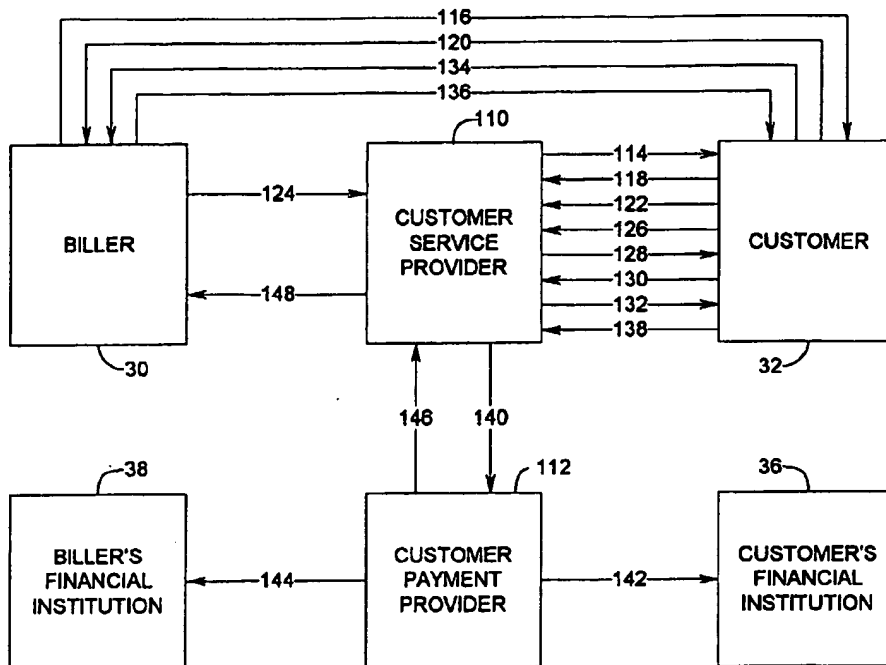 116
120
134
136
110
BILLER
124
148
30
CUSTOMER
SERVICE
PROVIDER
114
118
122
126
128
130
132
138
CUSTOMER
32
146
140
38
112
36
BILLER'S
FINANCIAL
INSTITUTION
144
CUSTOMER
PAYMENT
PROVIDER
142
CUSTOMER'S
FINANCIAL
INSTITUTION